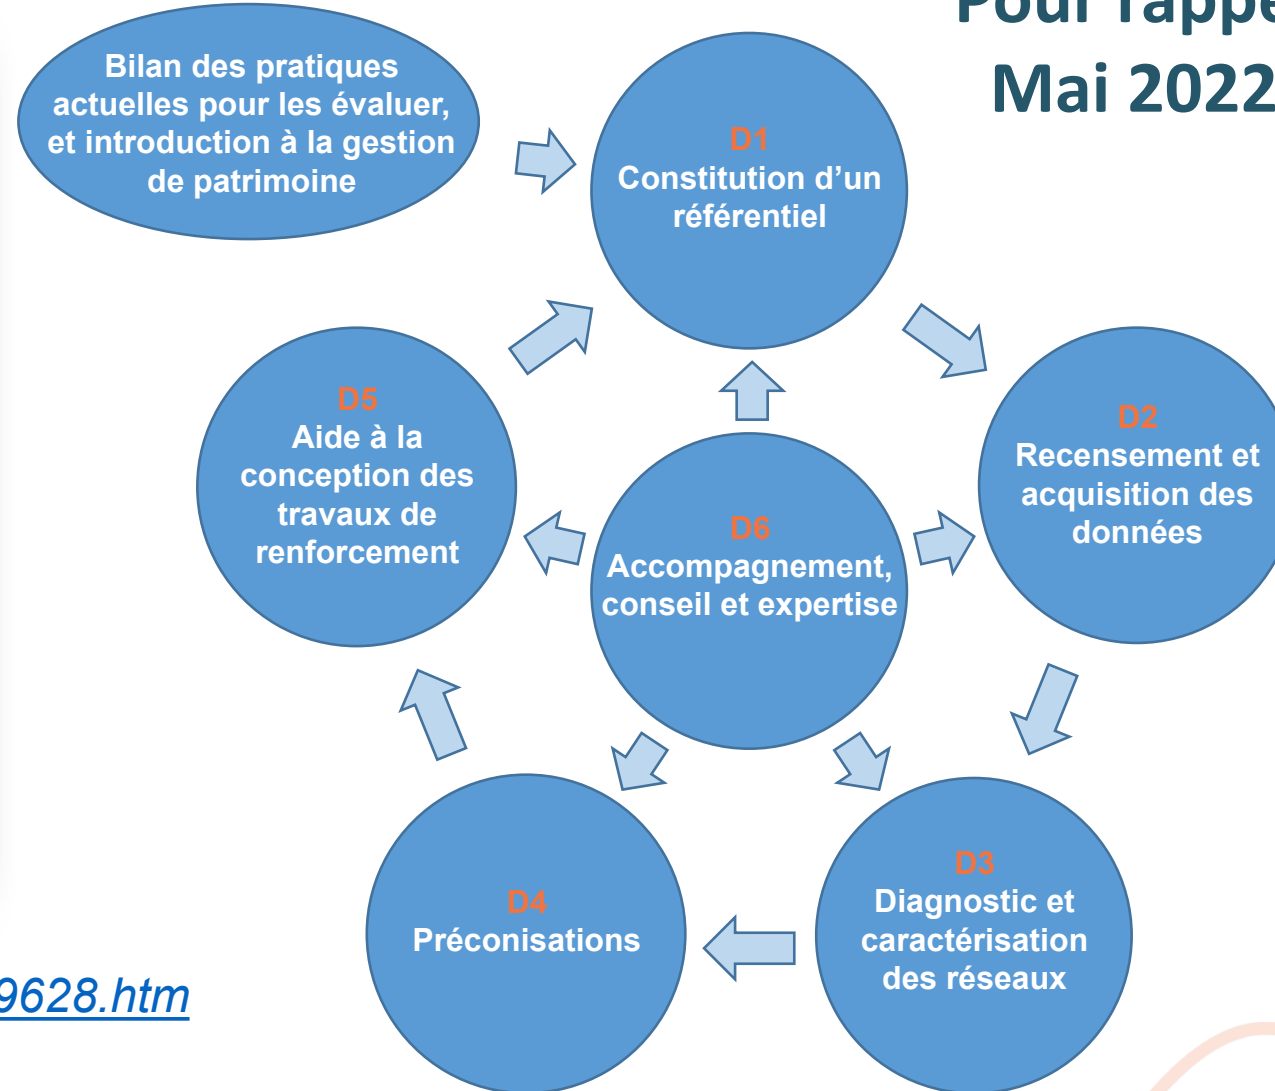 Pour rappe
Mai 2022
Bilan des pratiques
actuelles pour les évaluer,
et introduction à la gestion
de patrimoine
D1
Constitution d’un
référentiel
D2
Recensement et
acquisition des
données
D3
Diagnostic et
caractérisation
des réseaux
D4
Préconisations
D5
Aide à la
conception des
travaux de
renforcement
D6
Accompagnement,
conseil et expertise
9628.htm